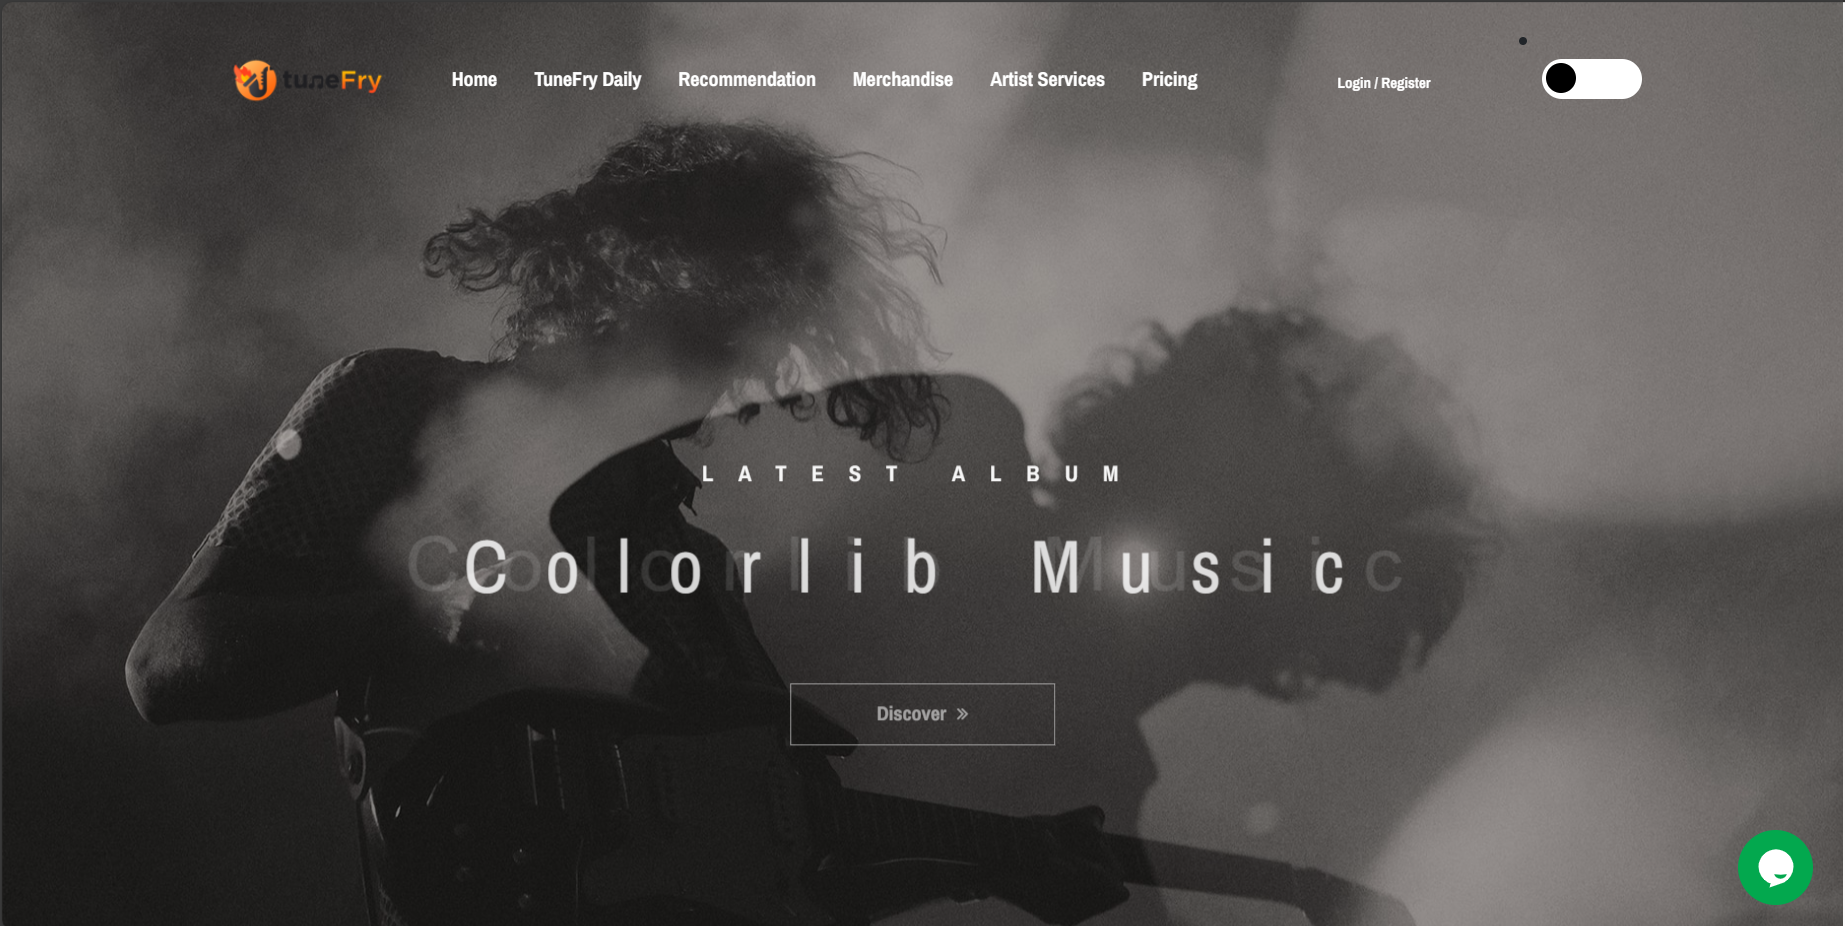 tuneFry
Home TuneFry Daily Recommendation Merchandise Artist Services Pricing Login / Register
LATEST ALBUM
Colorlib Music
Discover »